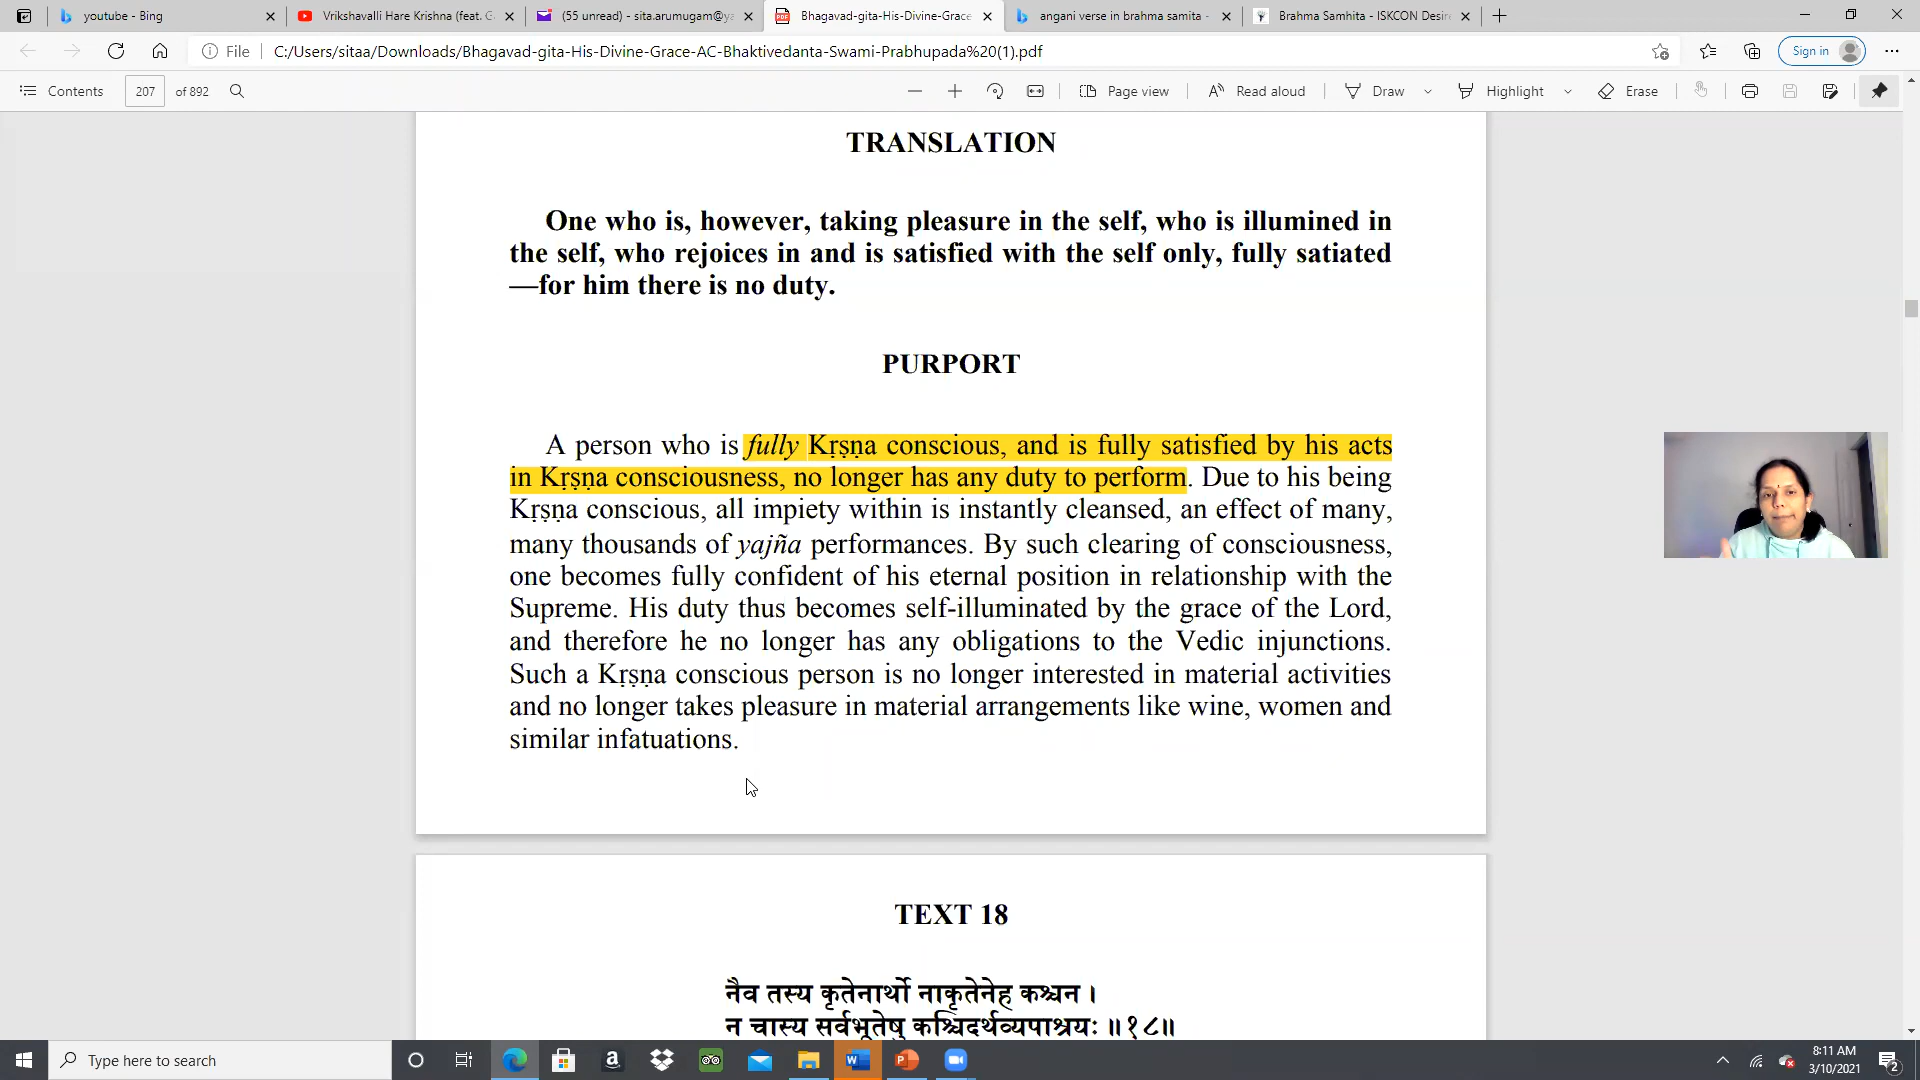 youtube - Bing
Vrikshavalli Hare Krishna (feat. G
(55 unread) - sita.arumugam@ya
Bhagavad-gita-His-Divine-Grace
angani verse in brahma samita -
Brahma Samhita - ISKCON Desire
File
C:/Users/sitaa/Downloads/Bhagavad-gita-His-Divine-Grace-AC-Bhaktivedanta-Swami-Prabhupada%20(1).pdf
Sign in
Contents
207
of 892
Page view
Read aloud
Draw
Highlight
Erase
TRANSLATION
One who is, however, taking pleasure in the self, who is illumined in
the self, who rejoices in and is satisfied with the self only, fully satiated
—for him there is no duty.
PURPORT
A person who is fully Kṛṣṇa conscious, and is fully satisfied by his acts
in Kṛṣṇa consciousness, no longer has any duty to perform. Due to his being
Kṛṣṇa conscious, all impiety within is instantly cleansed, an effect of many,
many thousands of yajña performances. By such clearing of consciousness,
one becomes fully confident of his eternal position in relationship with the
Supreme. His duty thus becomes self-illuminated by the grace of the Lord,
and therefore he no longer has any obligations to the Vedic injunctions.
Such a Kṛṣṇa conscious person is no longer interested in material activities
and no longer takes pleasure in material arrangements like wine, women and
similar infatuations.
TEXT 18
नैव तस्य कृतेनार्थो नाकृतेनेह कश्चन ।
न चास्य सर्वभूतेषु कश्चिदर्थव्यपाश्रयः ॥१८॥
Type here to search
8:11 AM
3/10/2021
2